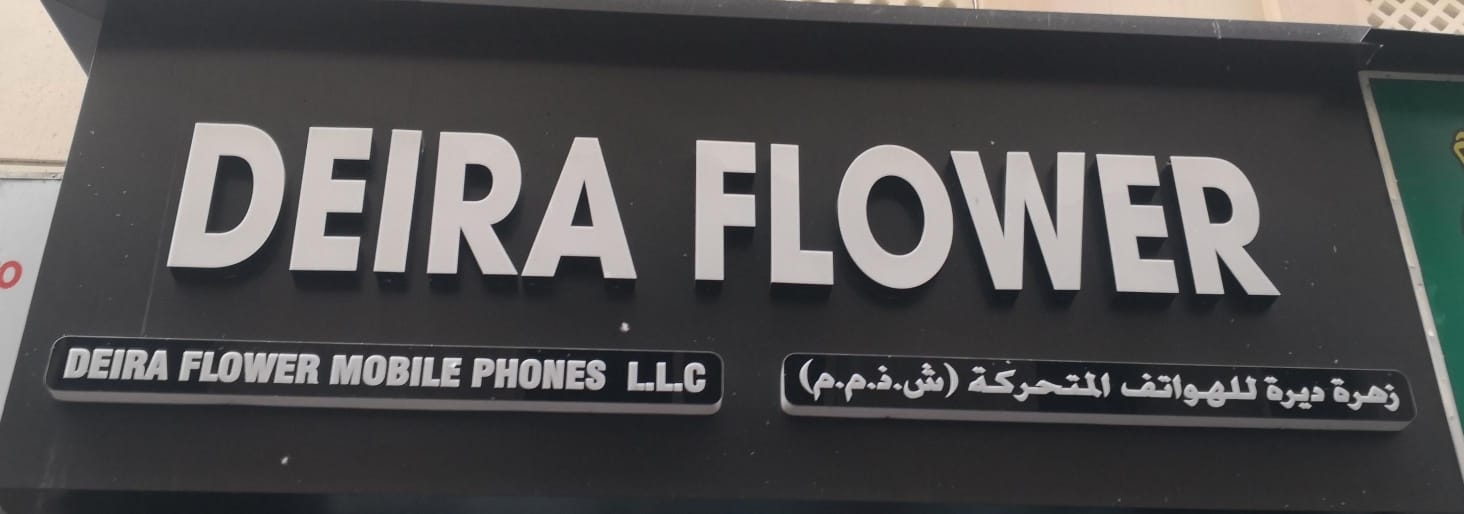 DEIRA FLOWER
DEIRA FLOWER MOBILE PHONES L.L.C
زهرة ديرة للهواتف المتحركة (ش.ذ.م.م)